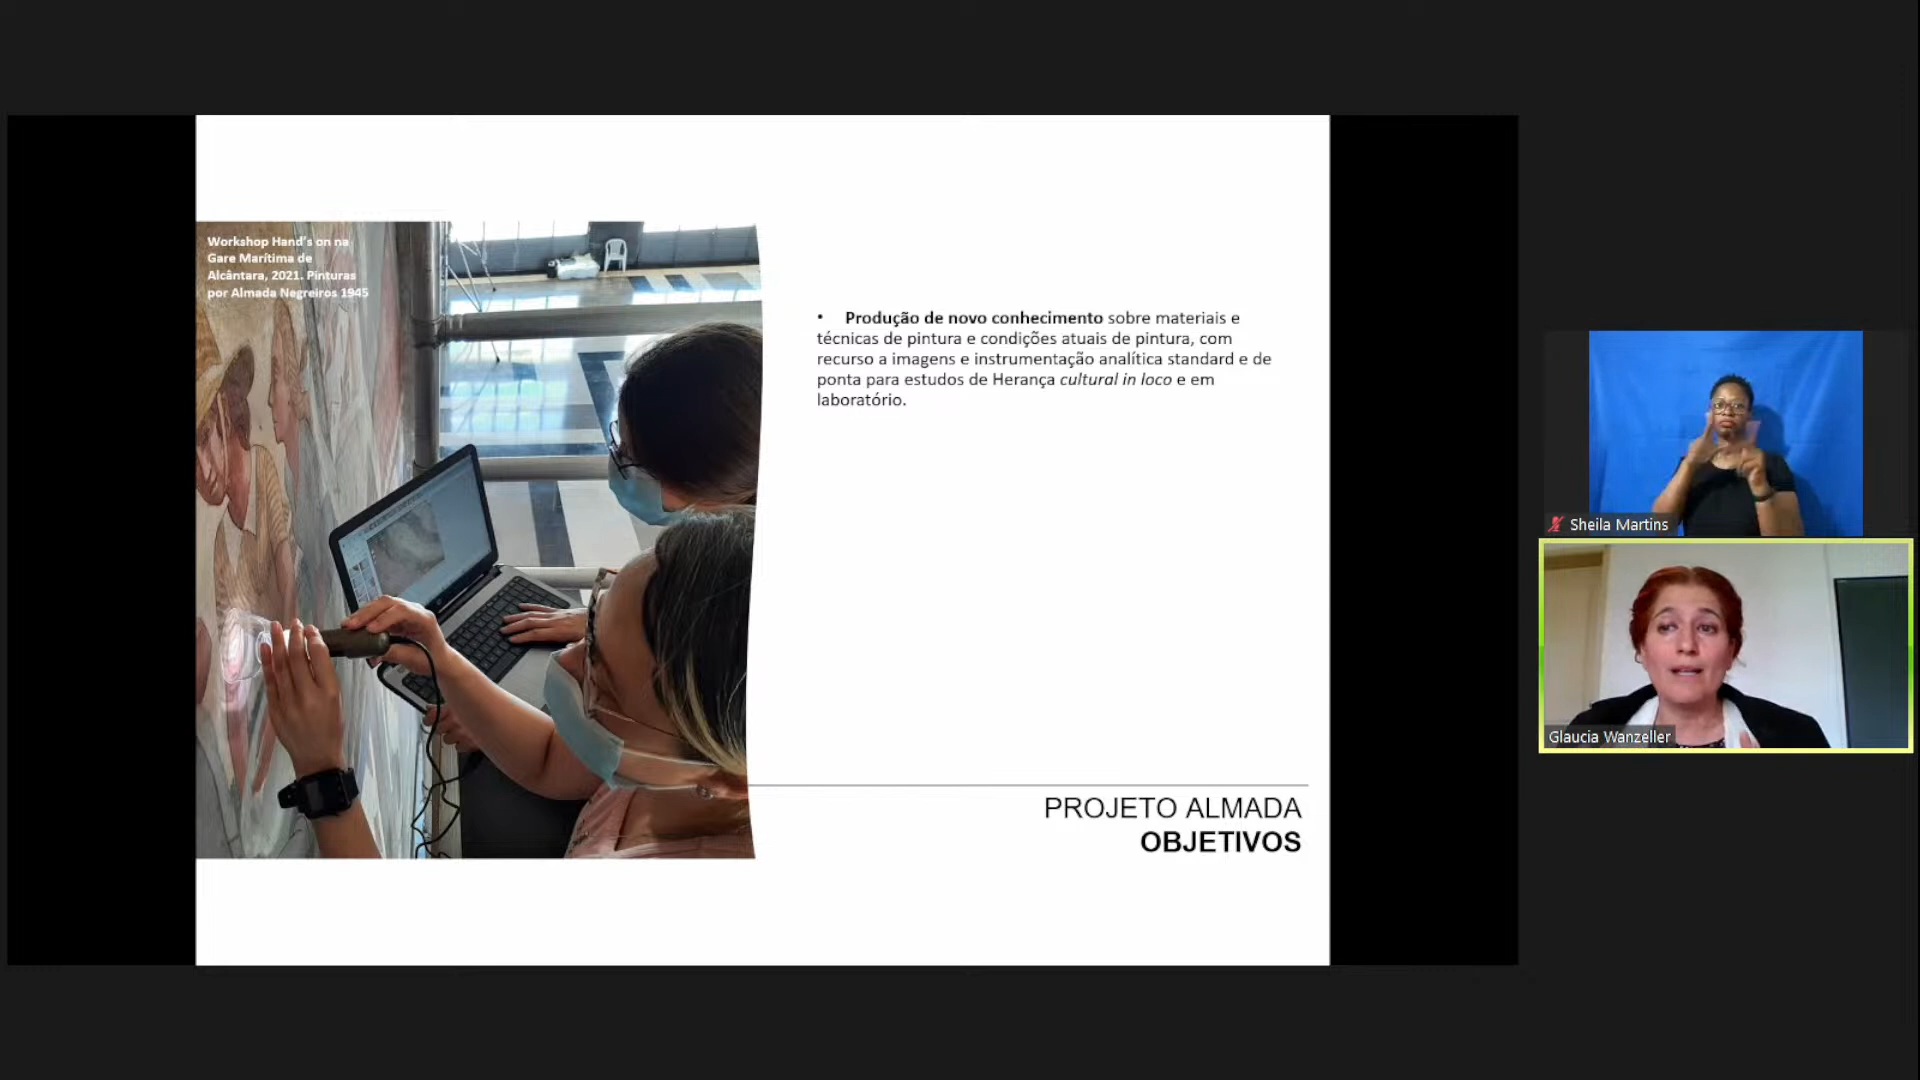 Workshop Hand's on na
Gare Marítima de
Alcântara, 2021. Pinturas
por Almada Negreiros 1945
• Produção de novo conhecimento sobre materiais e
técnicas de pintura e condições atuais de pintura, com
recurso a imagens e instrumentação analítica standard e de
ponta para estudos de Herança cultural in loco e em
laboratório.
PROJETO ALMADA
OBJETIVOS
Sheila Martins
Glaucia Wanzeller